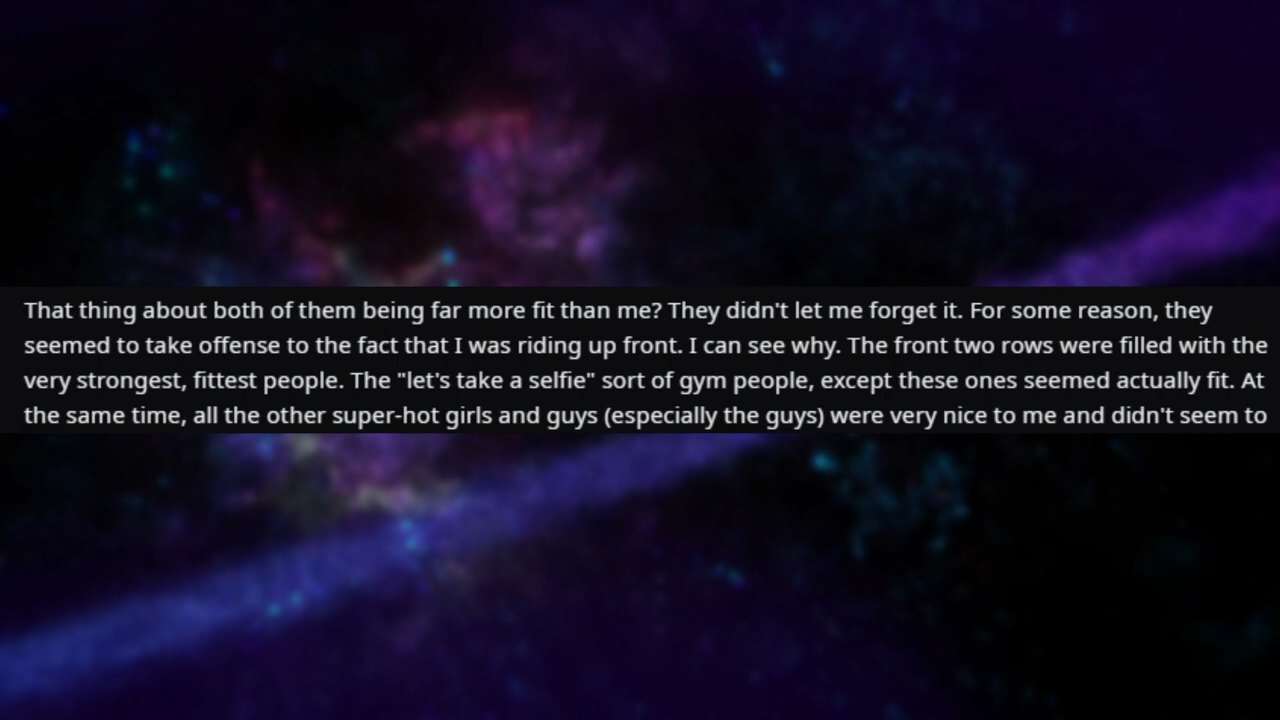 That thing about both of them being far more fit than me? They didn't let me forget it. For some reason, they
seemed to take offense to the fact that I was riding up front. I can see why. The front two rows were filled with the
very strongest, fittest people. The "let's take a selfie" sort of gym people, except these ones seemed actually fit. At
the same time, all the other super-hot girls and guys (especially the guys) were very nice to me and didn't seem to